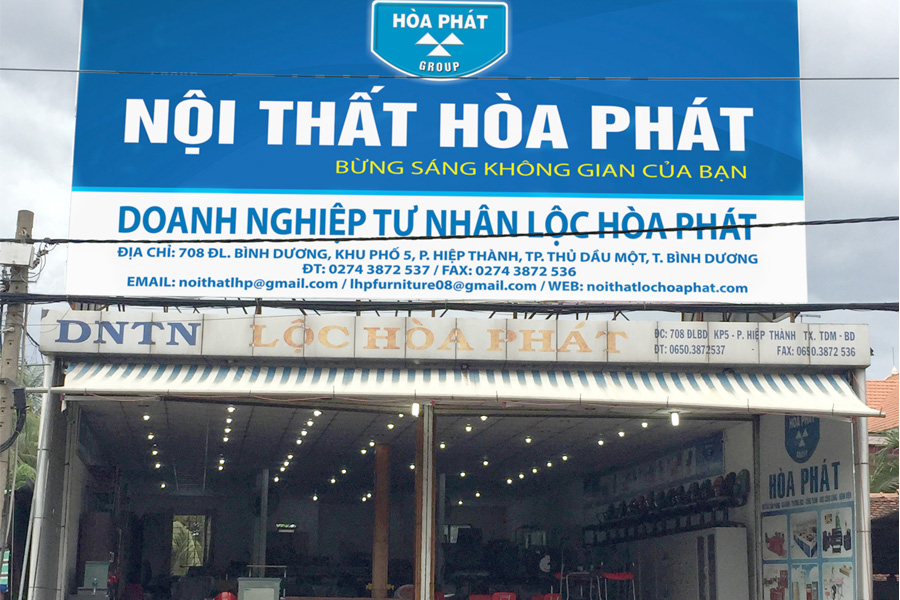 HÒA PHÁT
GROUP
NỘI THẤT HÒA PHÁT
BỪNG SÁNG KHÔNG GIAN CỦA BẠN
DOANH NGHIỆP TƯ NHÂN LỘC HÒA PHÁT
ĐỊA CHỈ: 708 ĐL. BÌNH DƯƠNG, KHU PHỐ 5, P. HIỆP THÀNH, TP. THỦ DẦU MỘT, T. BÌNH DƯƠNG
ĐT: 0274 3872 537 / FAX: 0274 3872 536
EMAIL: noithatlhp@gmail.com / lhpfurniture08@gmail.com / WEB: noithatlochoaphat.com
DNTN LỘC HÒA PHÁT
ĐC: 708 ĐLBD KP5 - P. HIỆP THÀNH TX. TDM - BD
ĐT: 0650.3872537 FAX: 0650.3872 536
HÒA PHÁT
GROUP
HÒA PHÁT